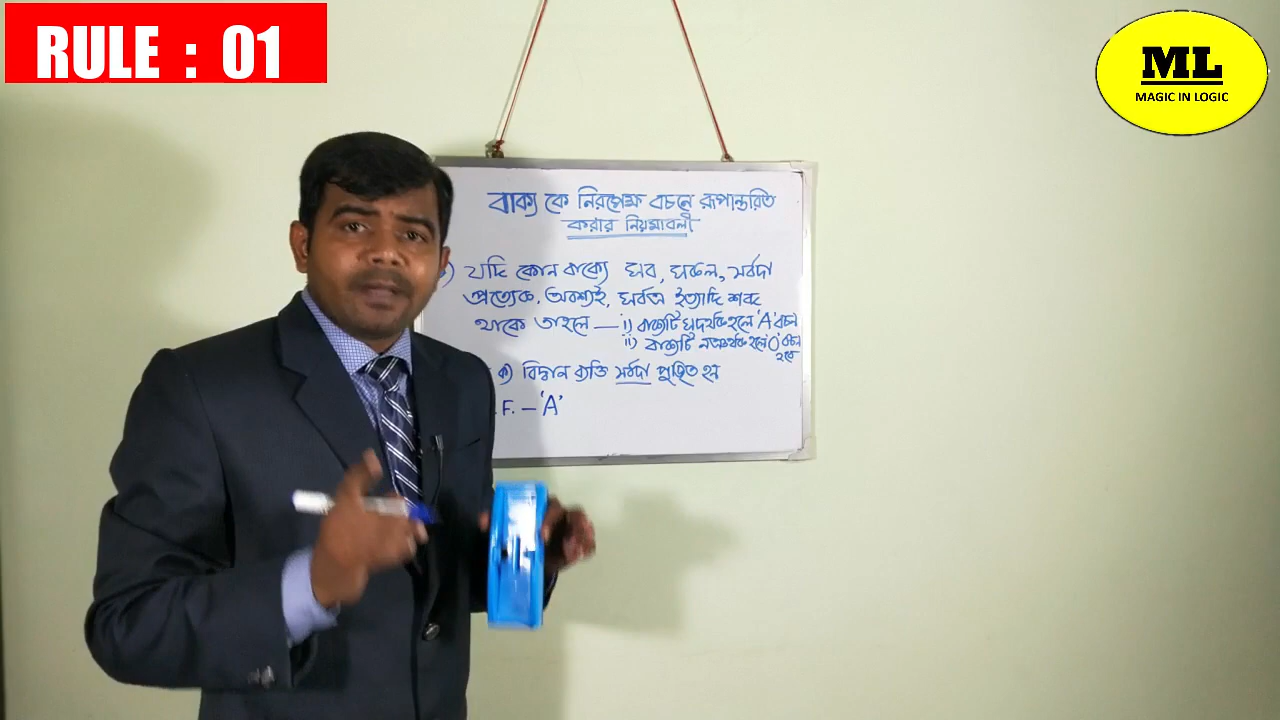 RULE : 01
ML
MAGIC IN LOGIC
বাক্য কে নিরপেক্ষ বচনে রূপান্তরিত
করার নিয়মাবলী
) যদি কোন বাক্যে সব, সকল, সর্বদা
প্রত্যেক, অবশ্যই, সর্বত্র ইত্যাদি শব্দ
থাকে তাহলে — i) বাক্যটি সদর্থক হলে 'A' বচন
ii) বাক্যটি নঞর্থক হলে 'O' বচন
হবে
ক) বিদ্বান ব্যক্তি সর্বদা পূজিত হন
.F. – 'A'